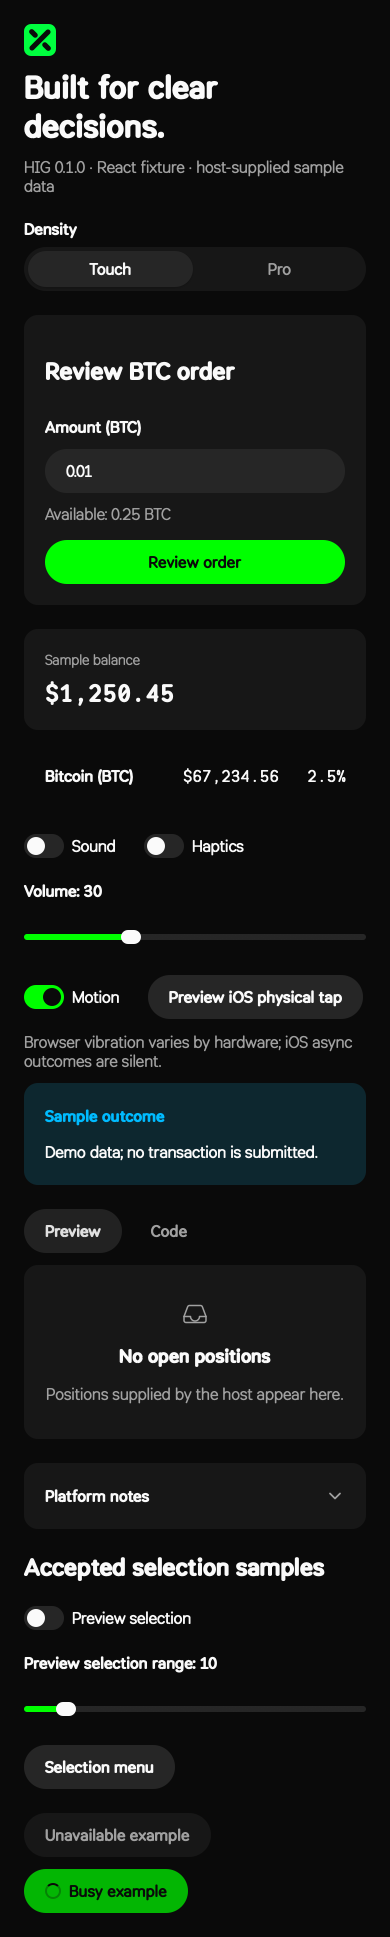 Built for clear
decisions.
HIG 0.1.0 · React fixture · host-supplied sample
data
Density
Touch
Pro
Review BTC order
Amount (BTC)
0.01
Available: 0.25 BTC
Review order
Sample balance
$1,250.45
Bitcoin (BTC) $67,234.56 2.5%
Sound
Haptics
Volume: 30
Motion
Preview iOS physical tap
Browser vibration varies by hardware; iOS async
outcomes are silent.
Sample outcome
Demo data; no transaction is submitted.
Preview
Code
No open positions
Positions supplied by the host appear here.
Platform notes
Accepted selection samples
Preview selection
Preview selection range: 10
Selection menu
Unavailable example
Busy example